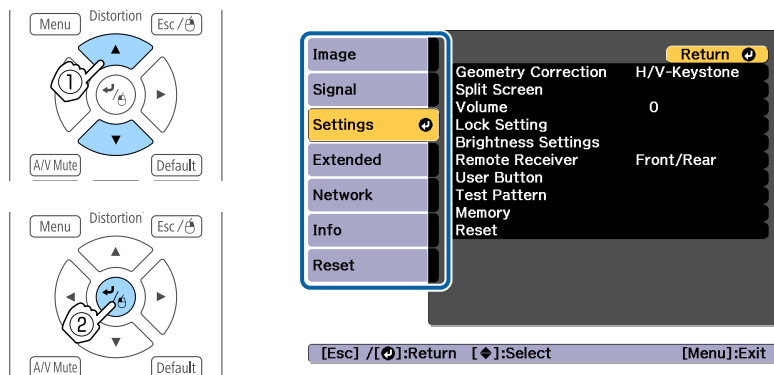 Menu Distortion Esc /
1
A/V Mute Default
Menu Distortion Esc /
2
A/V Mute Default
Image
Signal
Settings
Extended
Network
Info
Reset
Return
Geometry Correction H/V-Keystone
Split Screen
Volume 0
Lock Setting
Brightness Settings
Remote Receiver Front/Rear
User Button
Test Pattern
Memory
Reset
[Esc] /[ ]:Return [ ]:Select [Menu]:Exit